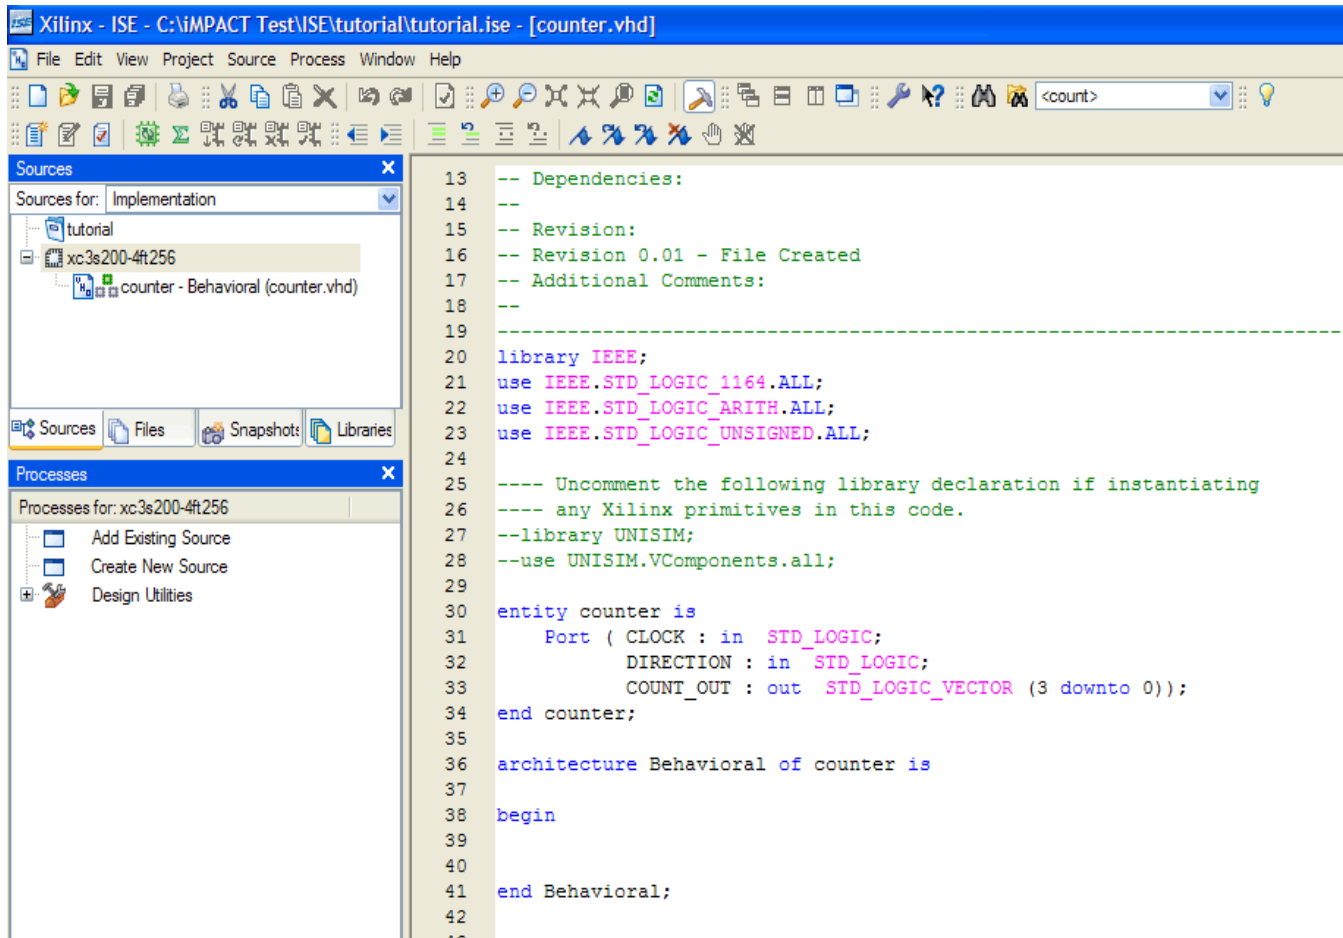 Xilinx - ISE - C:\iMPACT Test\ISE\tutorial\tutorial.ise - [counter.vhd]
File Edit View Project Source Process Window Help
<count>
Sources
Sources for: Implementation
tutorial
xc3s200-4ft256
counter - Behavioral (counter.vhd)
Sources Files Snapshots Libraries
Processes
Processes for: xc3s200-4ft256
Add Existing Source
Create New Source
Design Utilities
13 -- Dependencies:
14 --
15 -- Revision:
16 -- Revision 0.01 - File Created
17 -- Additional Comments:
18 --
19 ------------------------------------------------------------------------
20 library IEEE;
21 use IEEE.STD_LOGIC_1164.ALL;
22 use IEEE.STD_LOGIC_ARITH.ALL;
23 use IEEE.STD_LOGIC_UNSIGNED.ALL;
24
25 ---- Uncomment the following library declaration if instantiating
26 ---- any Xilinx primitives in this code.
27 --library UNISIM;
28 --use UNISIM.VComponents.all;
29
30 entity counter is
31     Port ( CLOCK : in  STD_LOGIC;
32            DIRECTION : in  STD_LOGIC;
33            COUNT_OUT : out  STD_LOGIC_VECTOR (3 downto 0));
34 end counter;
35
36 architecture Behavioral of counter is
37
38 begin
39
40
41 end Behavioral;
42